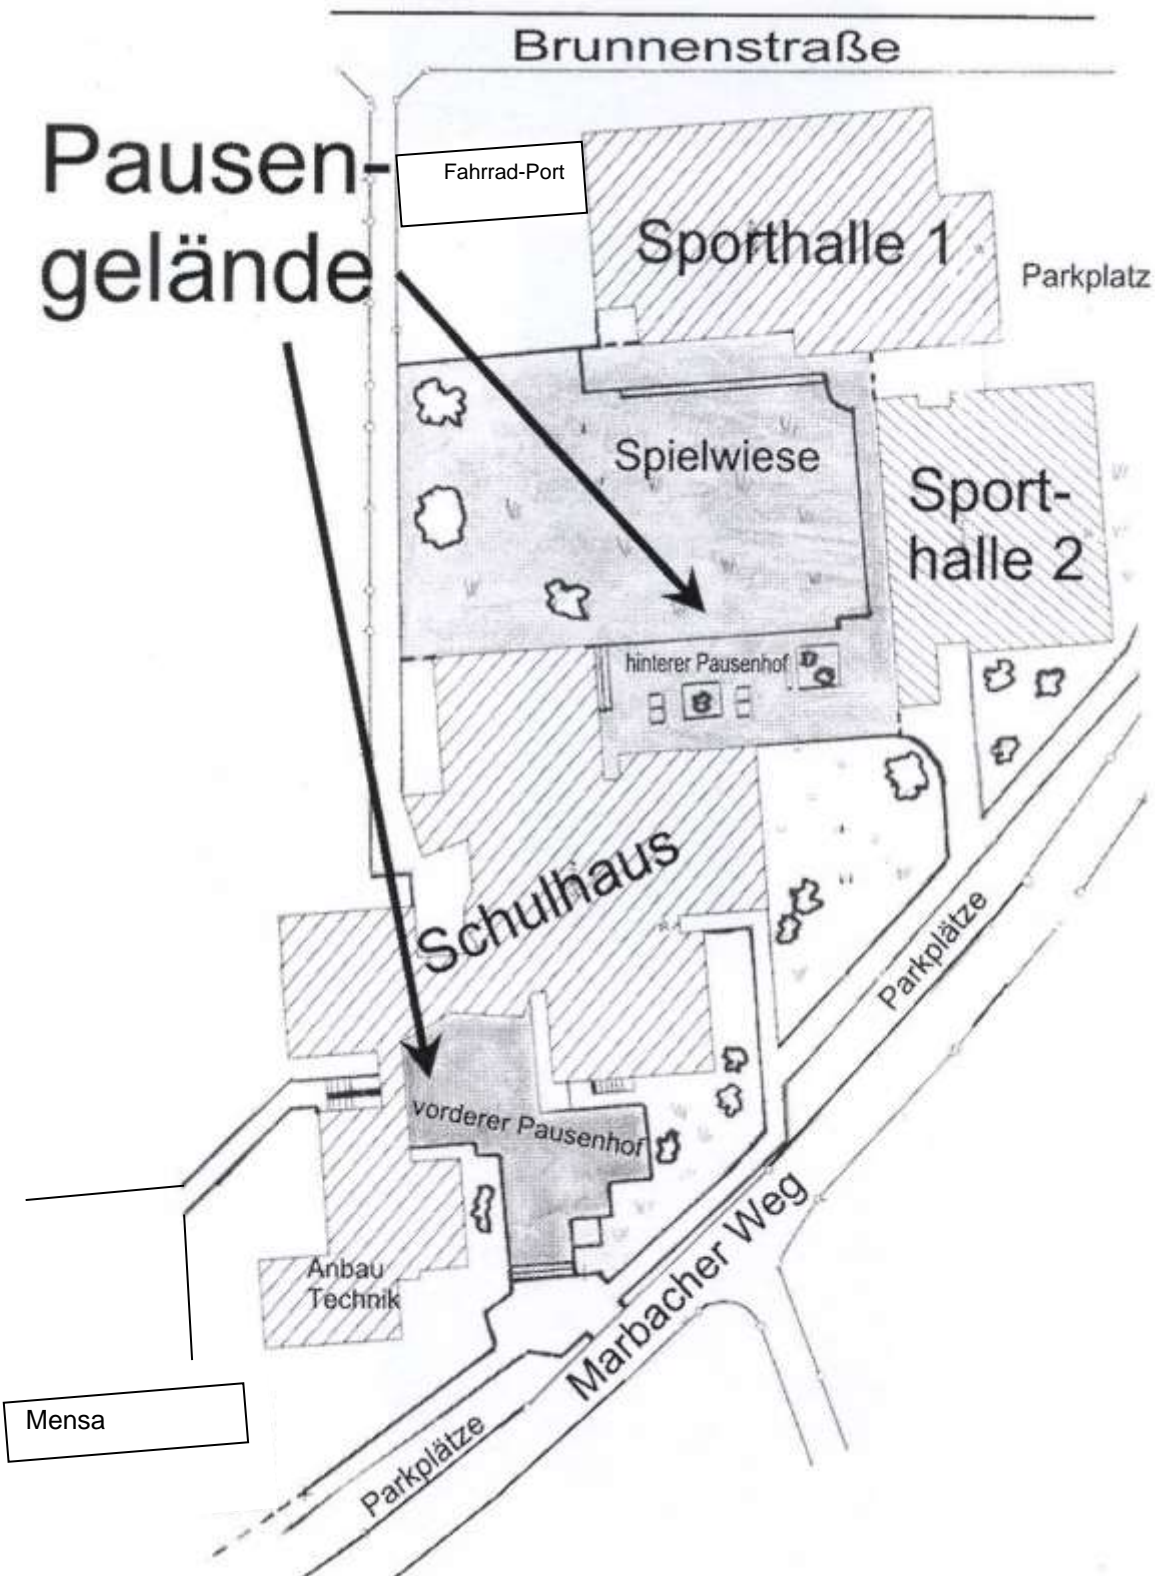 Brunnenstraße
Pausen-
gelände
Fahrrad-Port
Sporthalle 1
Parkplatz
Spielwiese
Sport-
halle 2
hinterer Pausenhof
Schulhaus
Parkplätze
vorderer Pausenhof
Marbacher Weg
Anbau
Technik
Mensa
Parkplätze